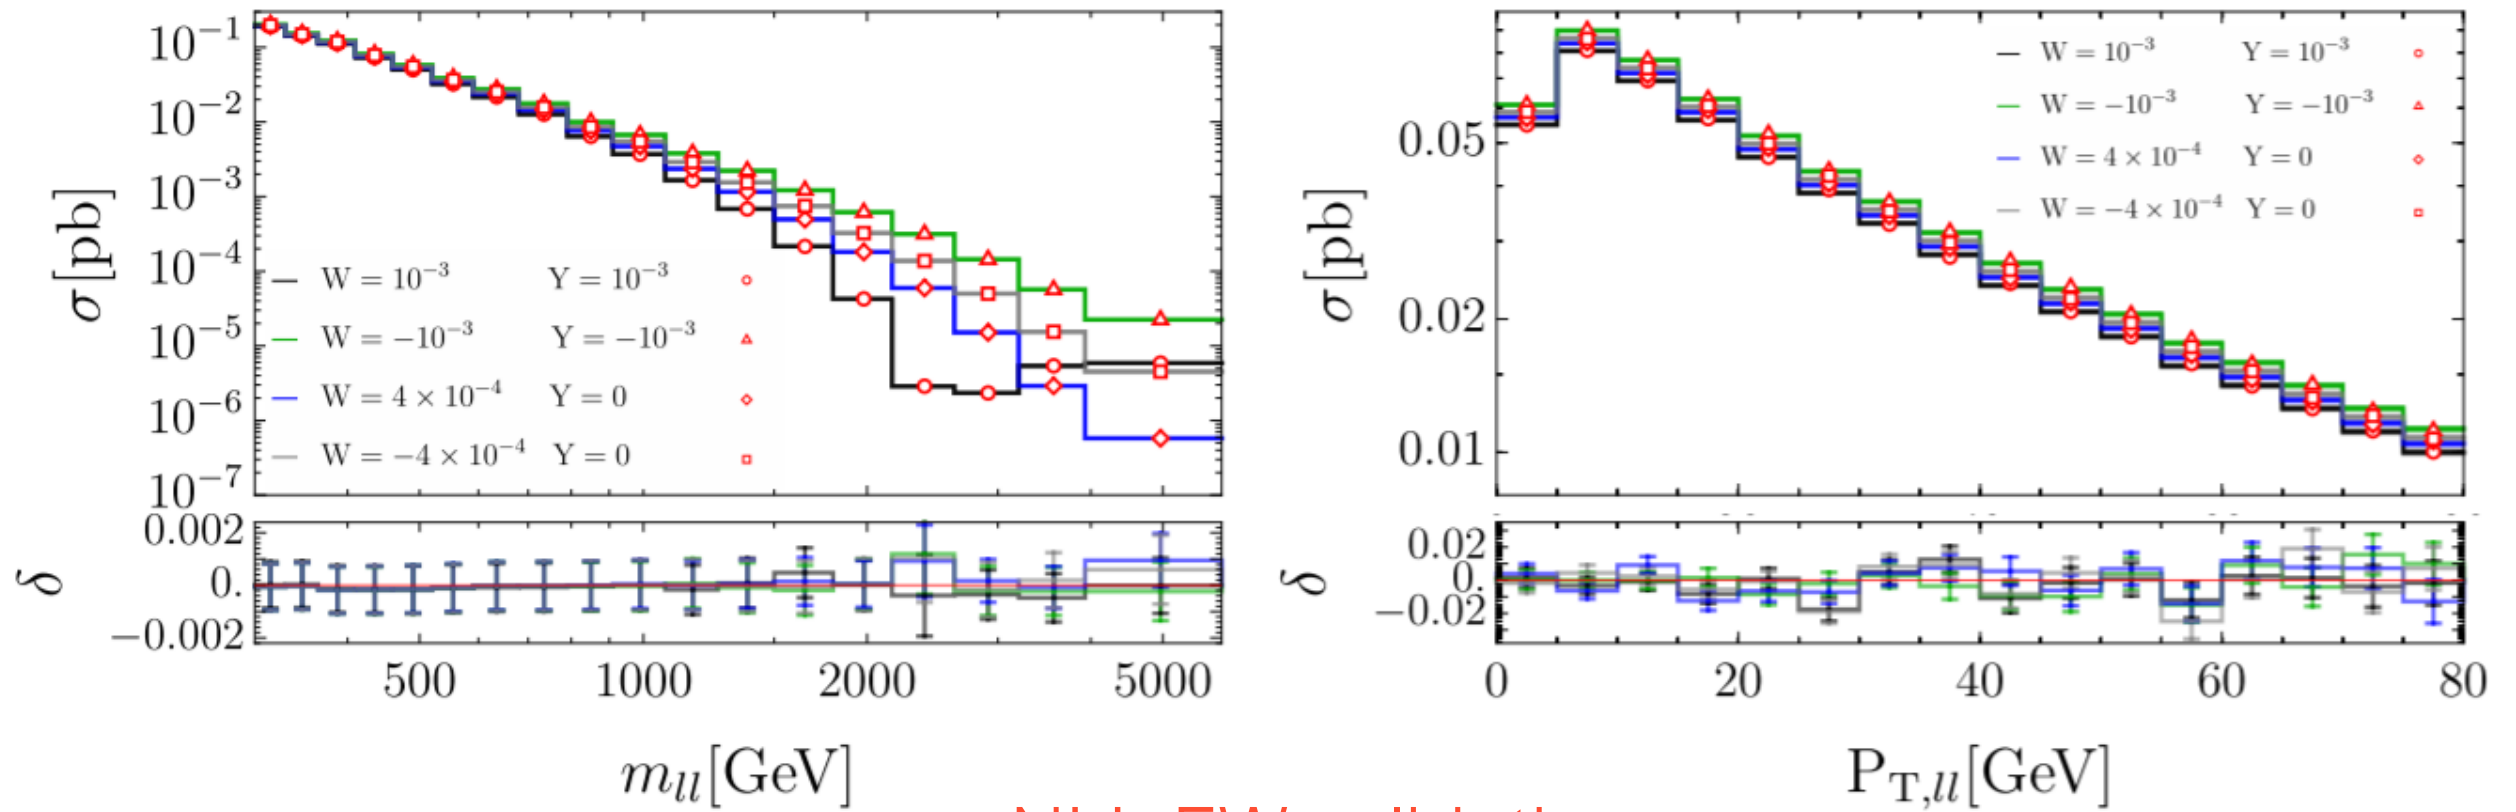 10⁻¹
10⁻²
10⁻³
10⁻⁴
10⁻⁵
10⁻⁶
10⁻⁷
σ[pb]
W = 10⁻³ Y = 10⁻³
W = −10⁻³ Y = −10⁻³
W = 4 × 10⁻⁴ Y = 0
W = −4 × 10⁻⁴ Y = 0
0.002
0.
−0.002
δ
500 1000 2000 5000
m_ll[GeV]
0.05
0.02
0.01
σ[pb]
W = 10⁻³ Y = 10⁻³
W = −10⁻³ Y = −10⁻³
W = 4 × 10⁻⁴ Y = 0
W = −4 × 10⁻⁴ Y = 0
0.02
0.
−0.02
δ
0 20 40 60 80
P_T,ll[GeV]